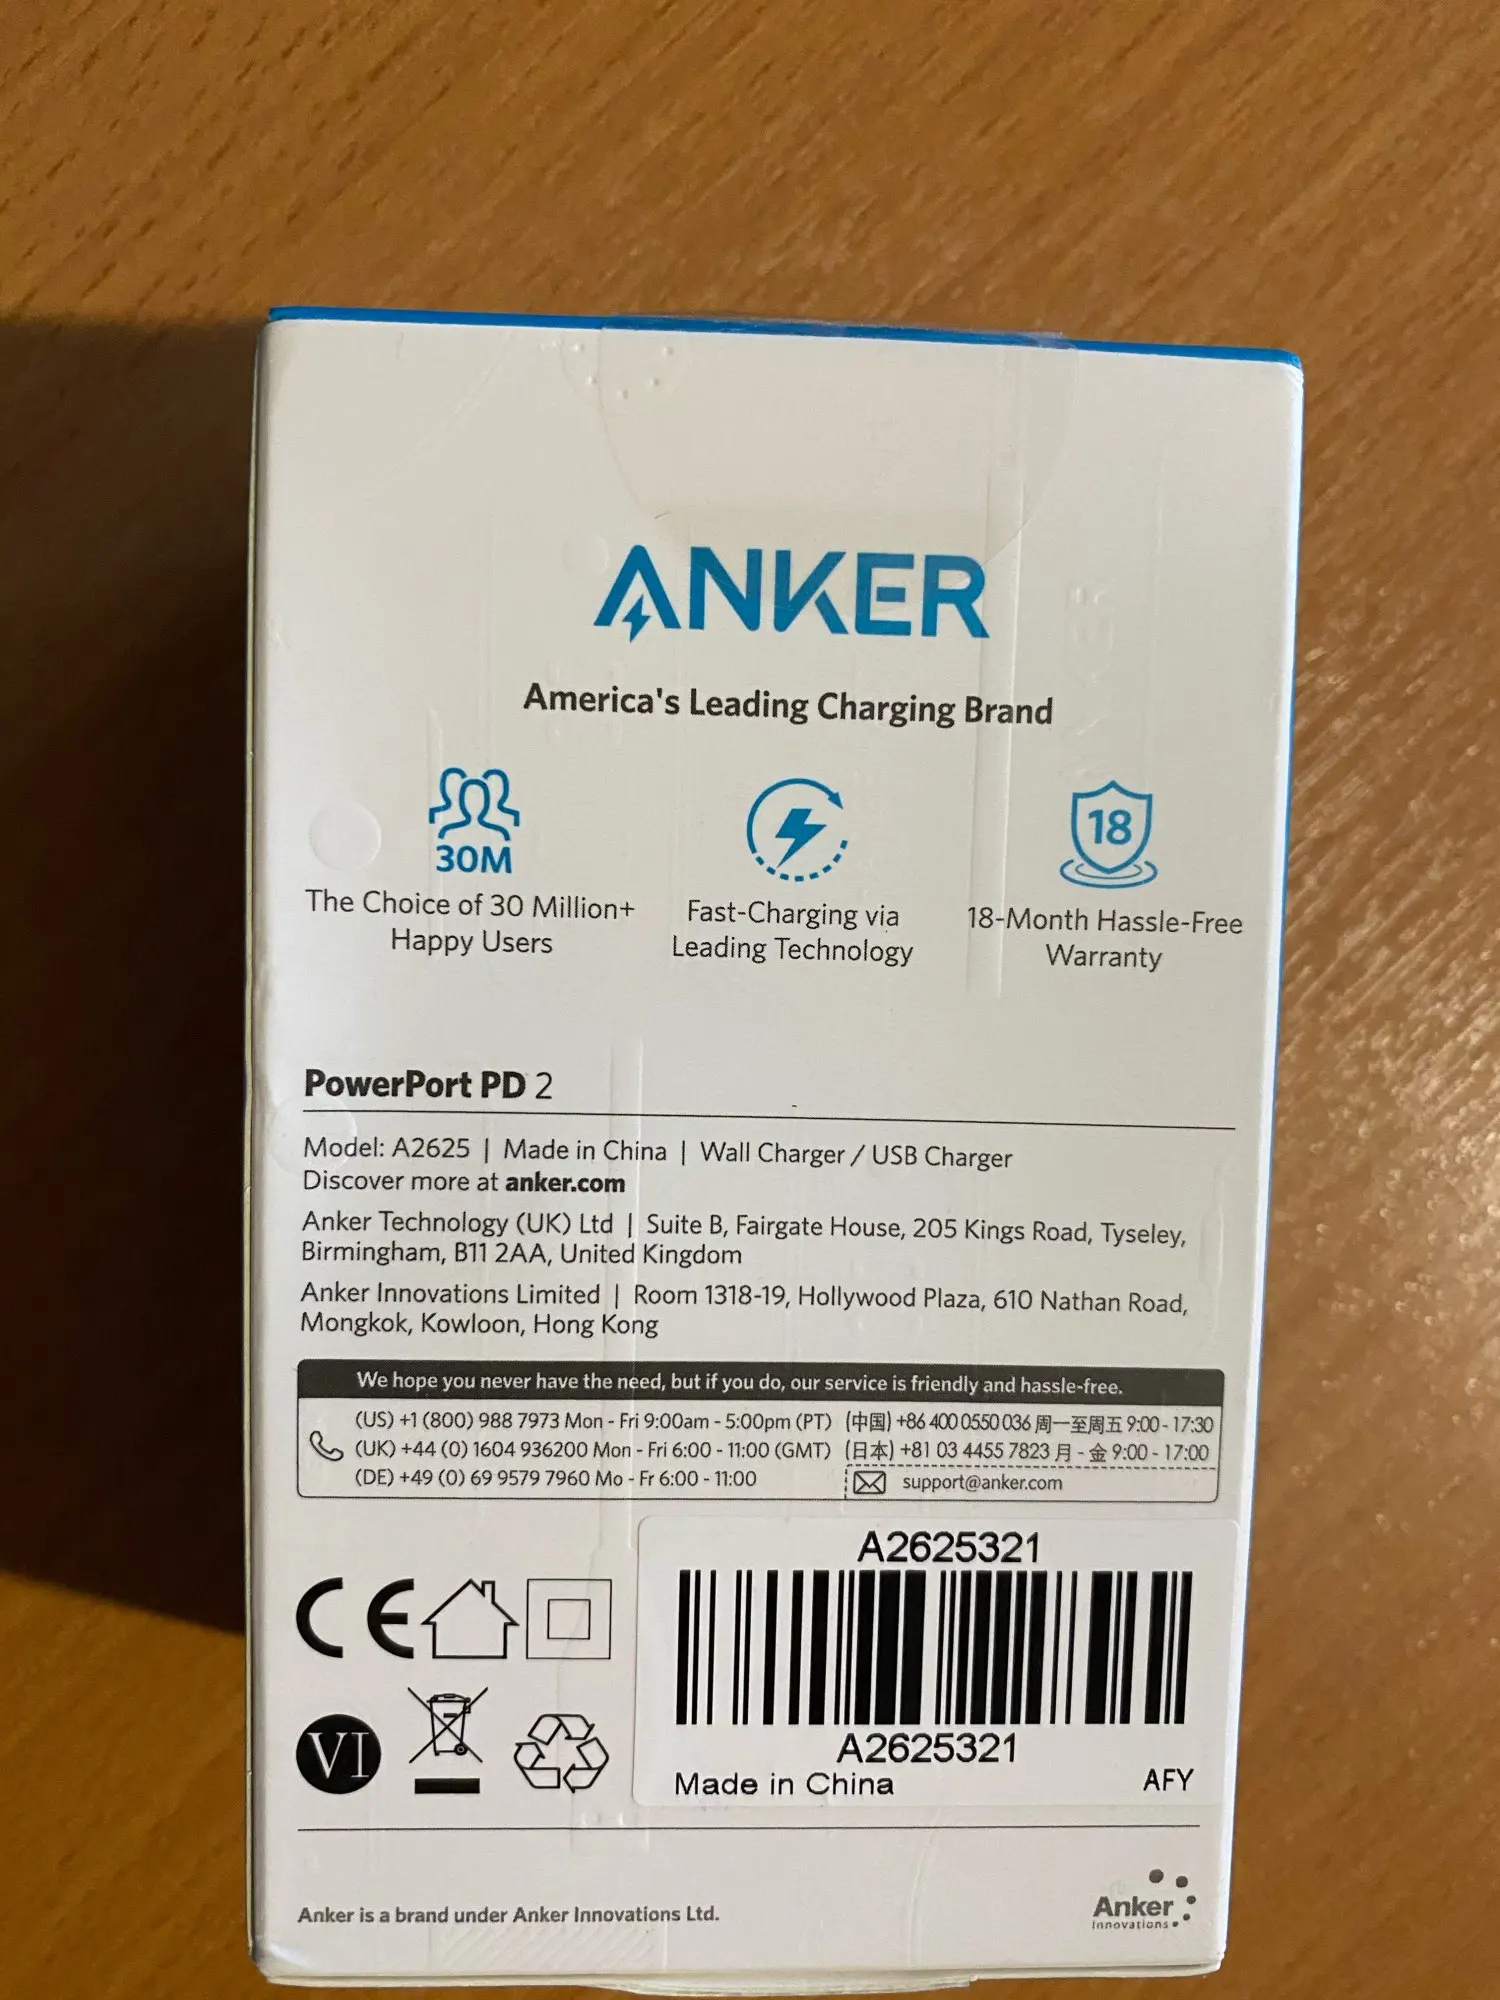 ANKER
America's Leading Charging Brand
30M
18
The Choice of 30 Million+
Happy Users
Fast-Charging via
Leading Technology
18-Month Hassle-Free
Warranty
PowerPort PD 2
Model: A2625 | Made in China | Wall Charger / USB Charger
Discover more at anker.com
Anker Technology (UK) Ltd | Suite B, Fairgate House, 205 Kings Road, Tyseley,
Birmingham, B11 2AA, United Kingdom
Anker Innovations Limited | Room 1318-19, Hollywood Plaza, 610 Nathan Road,
Mongkok, Kowloon, Hong Kong
We hope you never have the need, but if you do, our service is friendly and hassle-free.
(US) +1 (800) 988 7973 Mon - Fri 9:00am - 5:00pm (PT)
(UK) +44 (0) 1604 936200 Mon - Fri 6:00 - 11:00 (GMT)
(DE) +49 (0) 69 9579 7960 Mo - Fr 6:00 - 11:00
(中国) +86 400 0550 036 周一至周五 9:00 - 17:30
(日本) +81 03 4455 7823 月 - 金 9:00 - 17:00
support@anker.com
CE
VI
A2625321
A2625321
Made in China AFY
Anker is a brand under Anker Innovations Ltd.
Anker
Innovations